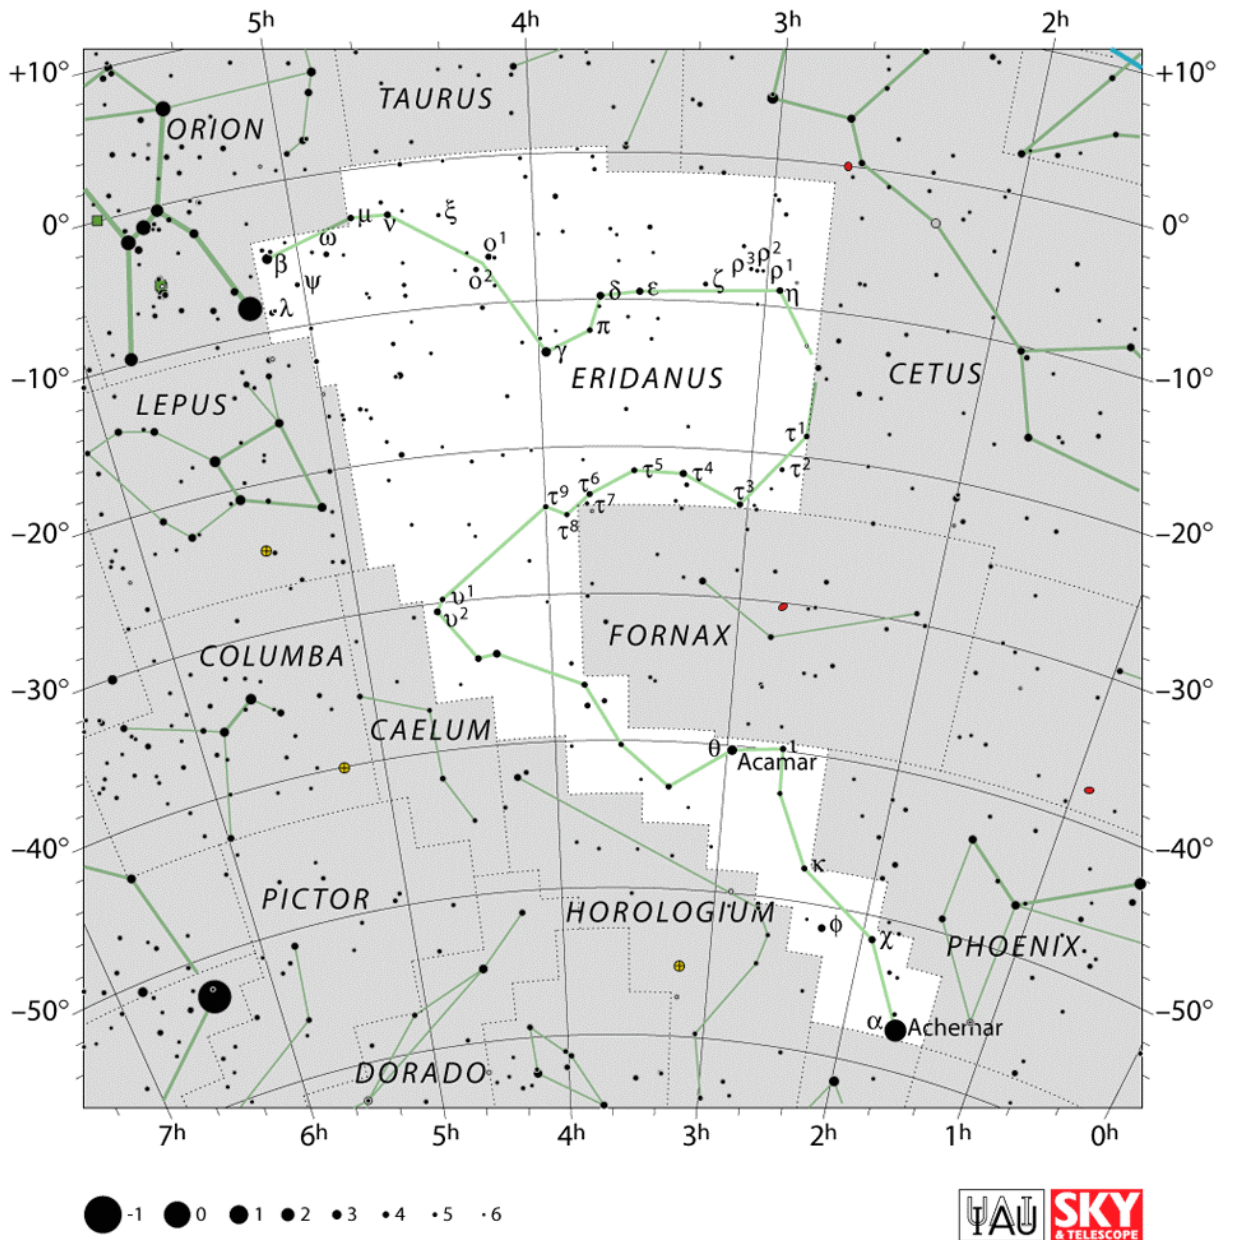 5ʰ 4ʰ 3ʰ 2ʰ
+10° +10°
TAURUS
ORION
0° 0°
μ ν ξ
ω ο¹
β ο² ρ³ ρ² ρ¹
ψ ζ
λ δ ε η
π
γ
−10° −10°
ERIDANUS CETUS
LEPUS
τ¹
τ⁵ τ⁴ τ²
τ⁹ τ⁶ τ⁷ τ³
τ⁸
−20° −20°
υ¹
υ²
FORNAX
COLUMBA
−30° −30°
CAELUM
θ ι
Acamar
−40° −40°
κ
PICTOR HOROLOGIUM
φ χ PHOENIX
−50° −50°
α Achernar
DORADO
7ʰ 6ʰ 5ʰ 4ʰ 3ʰ 2ʰ 1ʰ 0ʰ
-1 0 1 2 3 4 5 6
IAU
SKY
& TELESCOPE